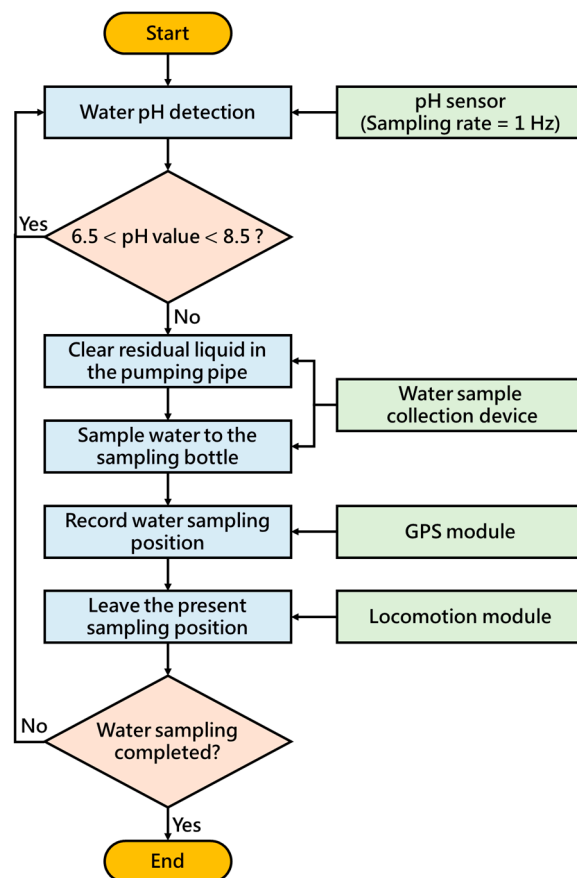 Start
Water pH detection
pH sensor
(Sampling rate = 1 Hz)
Yes
6.5 < pH value < 8.5 ?
No
Clear residual liquid in
the pumping pipe
Water sample
collection device
Sample water to the
sampling bottle
Record water sampling
position
GPS module
Leave the present
sampling position
Locomotion module
No
Water sampling
completed?
Yes
End